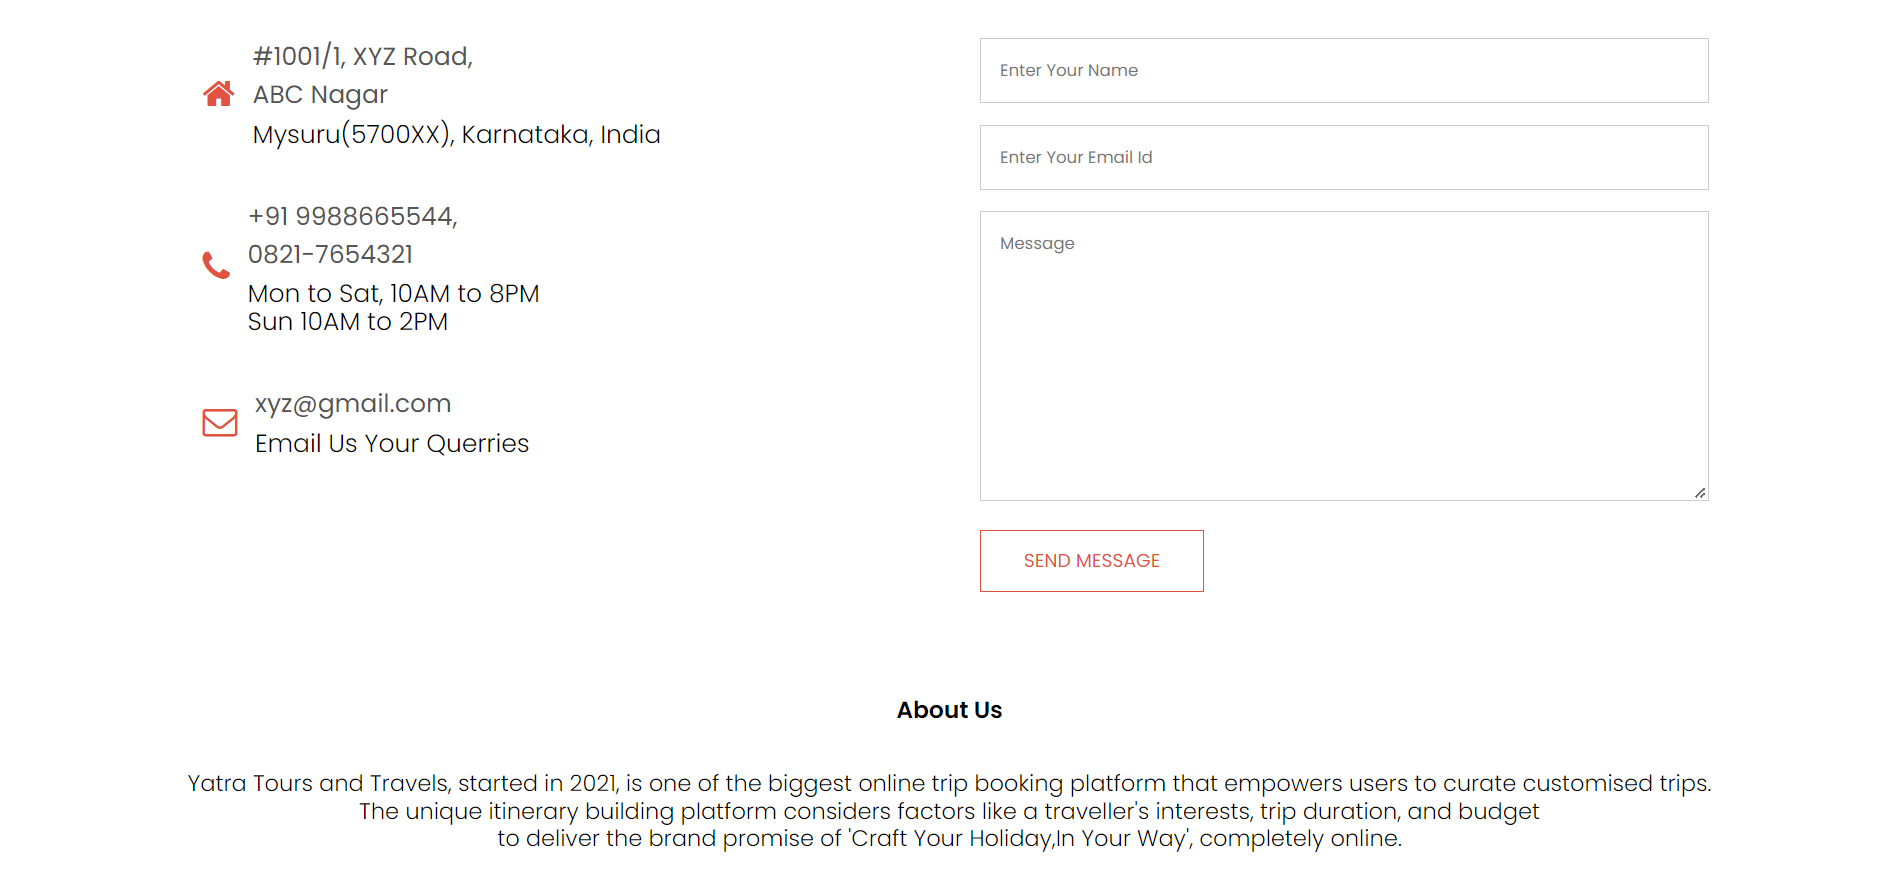 #1001/1, XYZ Road,
ABC Nagar
Mysuru(5700XX), Karnataka, India
+91 9988665544,
0821-7654321
Mon to Sat, 10AM to 8PM
Sun 10AM to 2PM
xyz@gmail.com
Email Us Your Querries
Enter Your Name
Enter Your Email Id
Message
SEND MESSAGE
About Us
Yatra Tours and Travels, started in 2021, is one of the biggest online trip booking platform that empowers users to curate customised trips.
The unique itinerary building platform considers factors like a traveller's interests, trip duration, and budget
to deliver the brand promise of 'Craft Your Holiday,In Your Way', completely online.